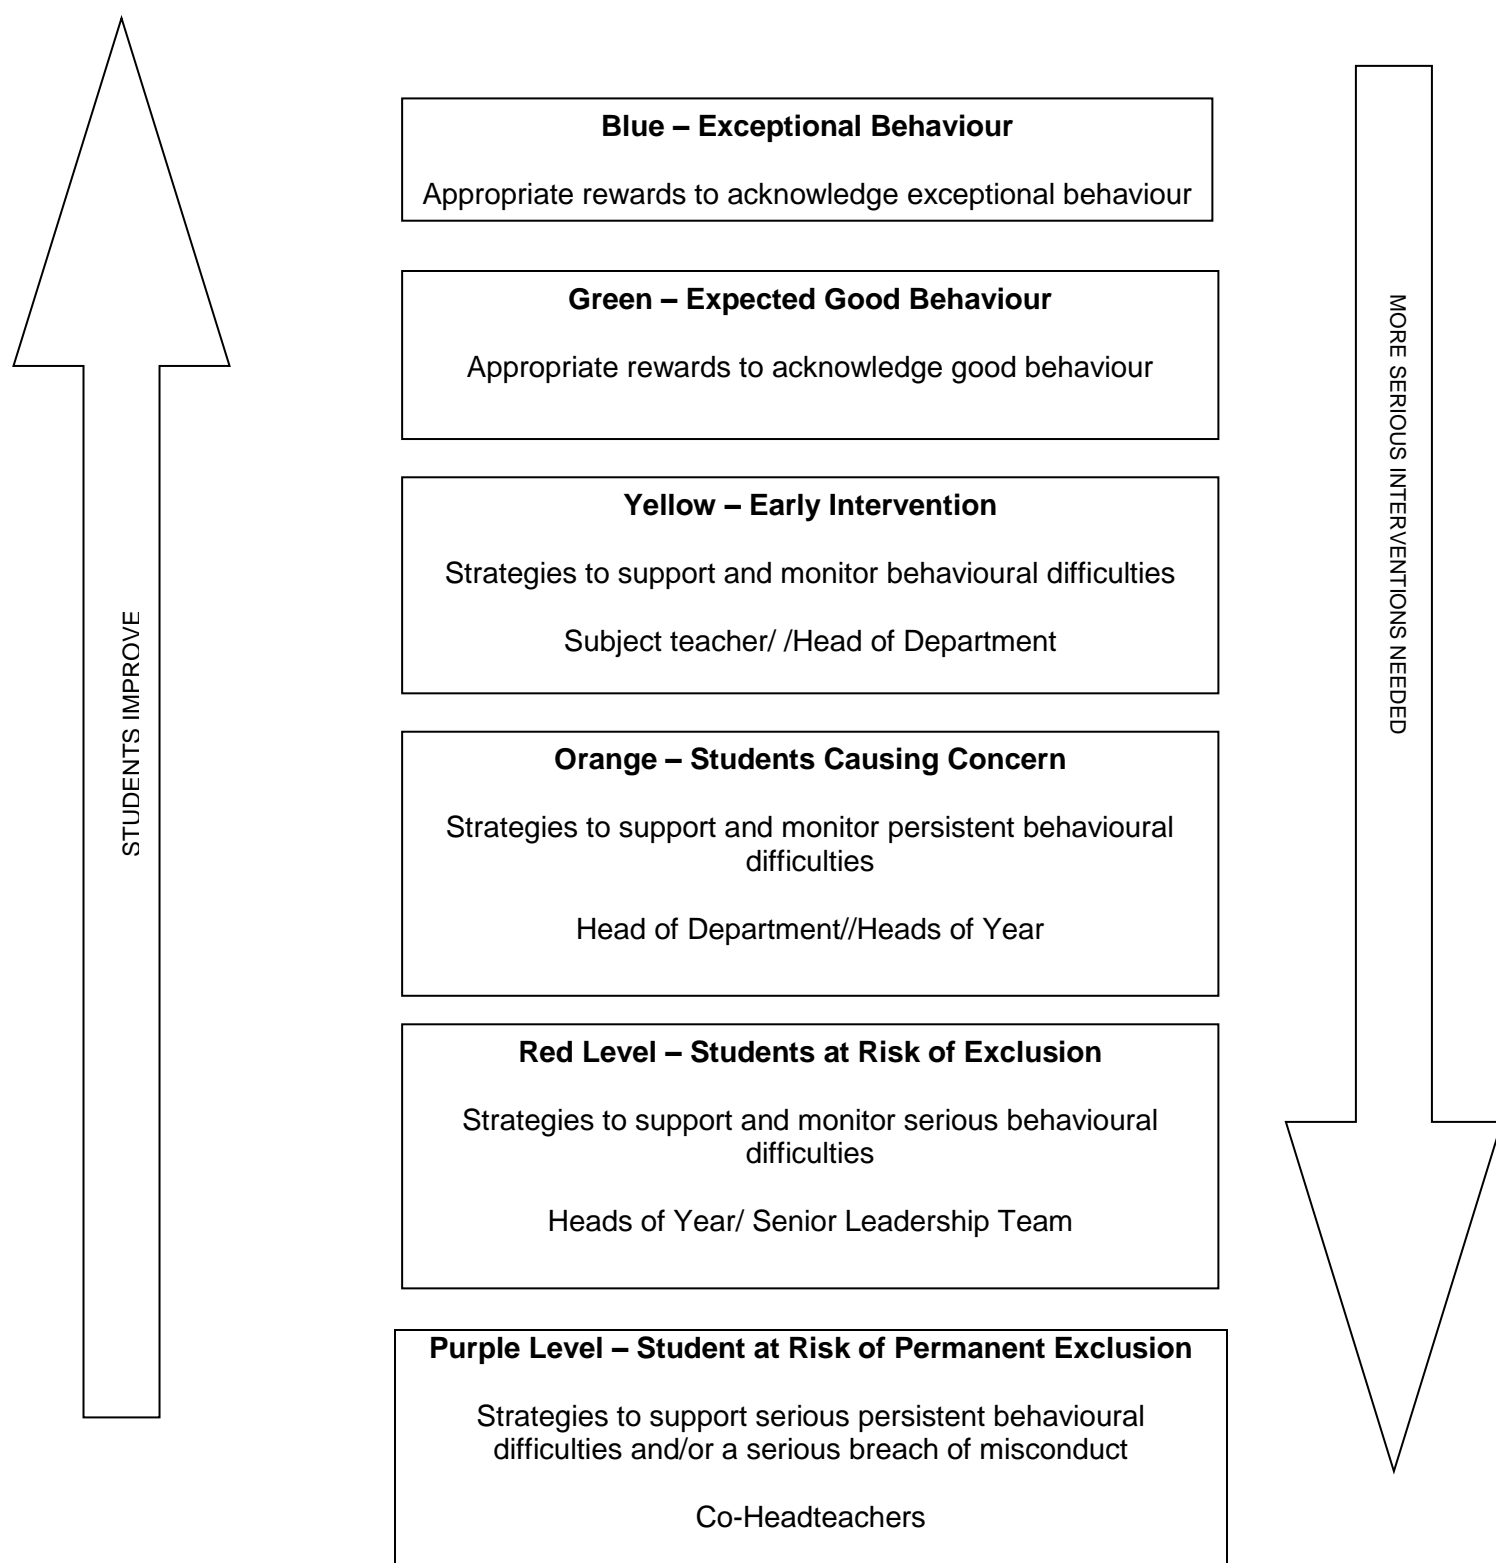 Blue – Exceptional Behaviour
Appropriate rewards to acknowledge exceptional behaviour
Green – Expected Good Behaviour
Appropriate rewards to acknowledge good behaviour
Yellow – Early Intervention
Strategies to support and monitor behavioural difficulties
Subject teacher/ /Head of Department
Orange – Students Causing Concern
Strategies to support and monitor persistent behavioural
difficulties
Head of Department//Heads of Year
Red Level – Students at Risk of Exclusion
Strategies to support and monitor serious behavioural
difficulties
Heads of Year/ Senior Leadership Team
Purple Level – Student at Risk of Permanent Exclusion
Strategies to support serious persistent behavioural
difficulties and/or a serious breach of misconduct
Co-Headteachers
STUDENTS IMPROVE
MORE SERIOUS INTERVENTIONS NEEDED